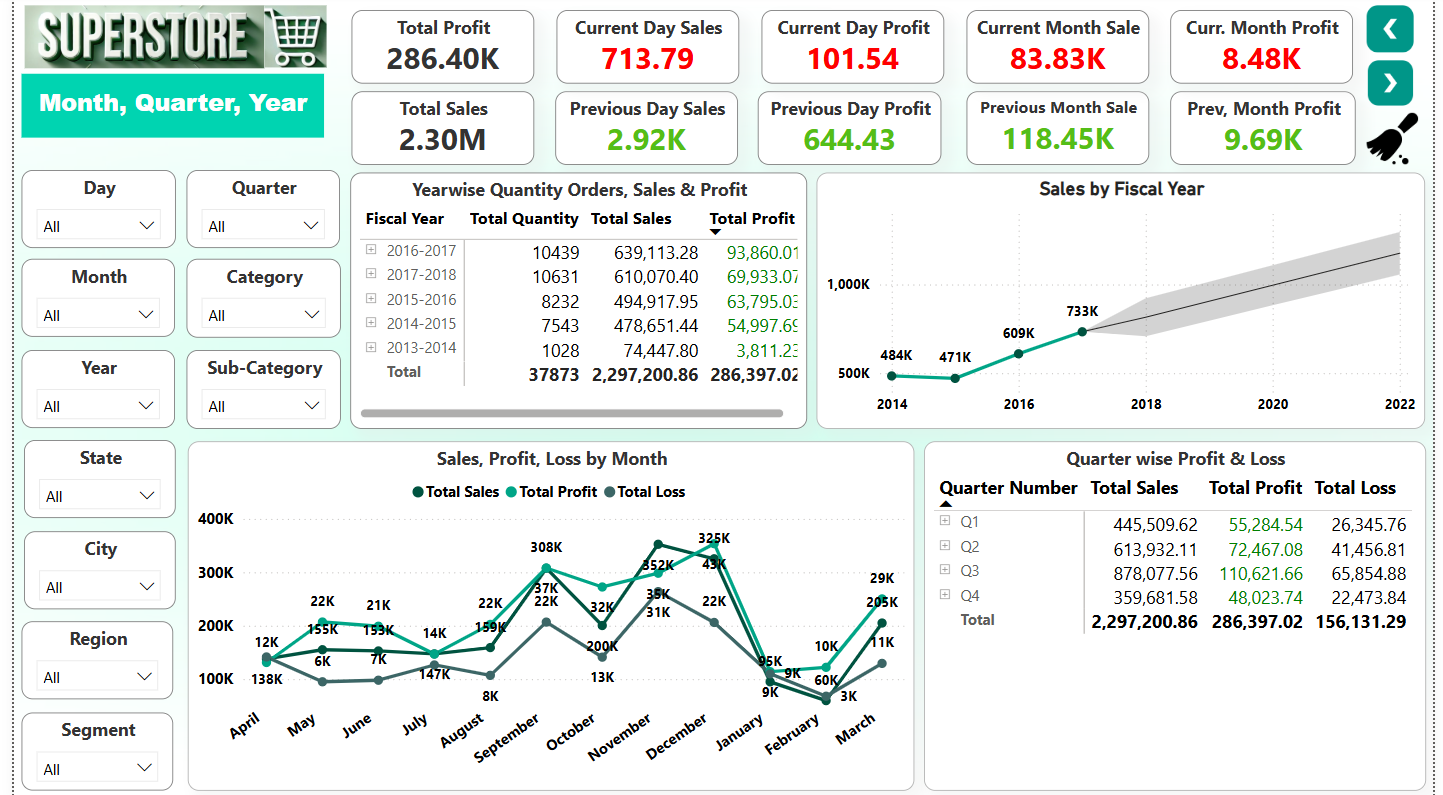 SUPERSTORE
Month, Quarter, Year
Total Profit
286.40K
Current Day Sales
713.79
Current Day Profit
101.54
Current Month Sale
83.83K
Curr. Month Profit
8.48K
Total Sales
2.30M
Previous Day Sales
2.92K
Previous Day Profit
644.43
Previous Month Sale
118.45K
Prev, Month Profit
9.69K
Day
All
Quarter
All
Month
All
Category
All
Year
All
Sub-Category
All
State
All
City
All
Region
All
Segment
All
Yearwise Quantity Orders, Sales & Profit
Fiscal Year Total Quantity Total Sales Total Profit
2016-2017 10439 639,113.28 93,860.01
2017-2018 10631 610,070.40 69,933.07
2015-2016 8232 494,917.95 63,795.03
2014-2015 7543 478,651.44 54,997.69
2013-2014 1028 74,447.80 3,811.23
Total 37873 2,297,200.86 286,397.02
Sales by Fiscal Year
1,000K
500K
484K
471K
609K
733K
2014 2016 2018 2020 2022
Sales, Profit, Loss by Month
Total Sales Total Profit Total Loss
400K
300K
200K
100K
12K
138K
22K
155K
6K
21K
153K
7K
14K
147K
22K
159K
8K
308K
37K
22K
32K
200K
13K
352K
35K
31K
325K
43K
22K
95K
9K
9K
10K
60K
3K
29K
205K
11K
April May June July August September October November December January February March
Quarter wise Profit & Loss
Quarter Number Total Sales Total Profit Total Loss
Q1 445,509.62 55,284.54 26,345.76
Q2 613,932.11 72,467.08 41,456.81
Q3 878,077.56 110,621.66 65,854.88
Q4 359,681.58 48,023.74 22,473.84
Total 2,297,200.86 286,397.02 156,131.29